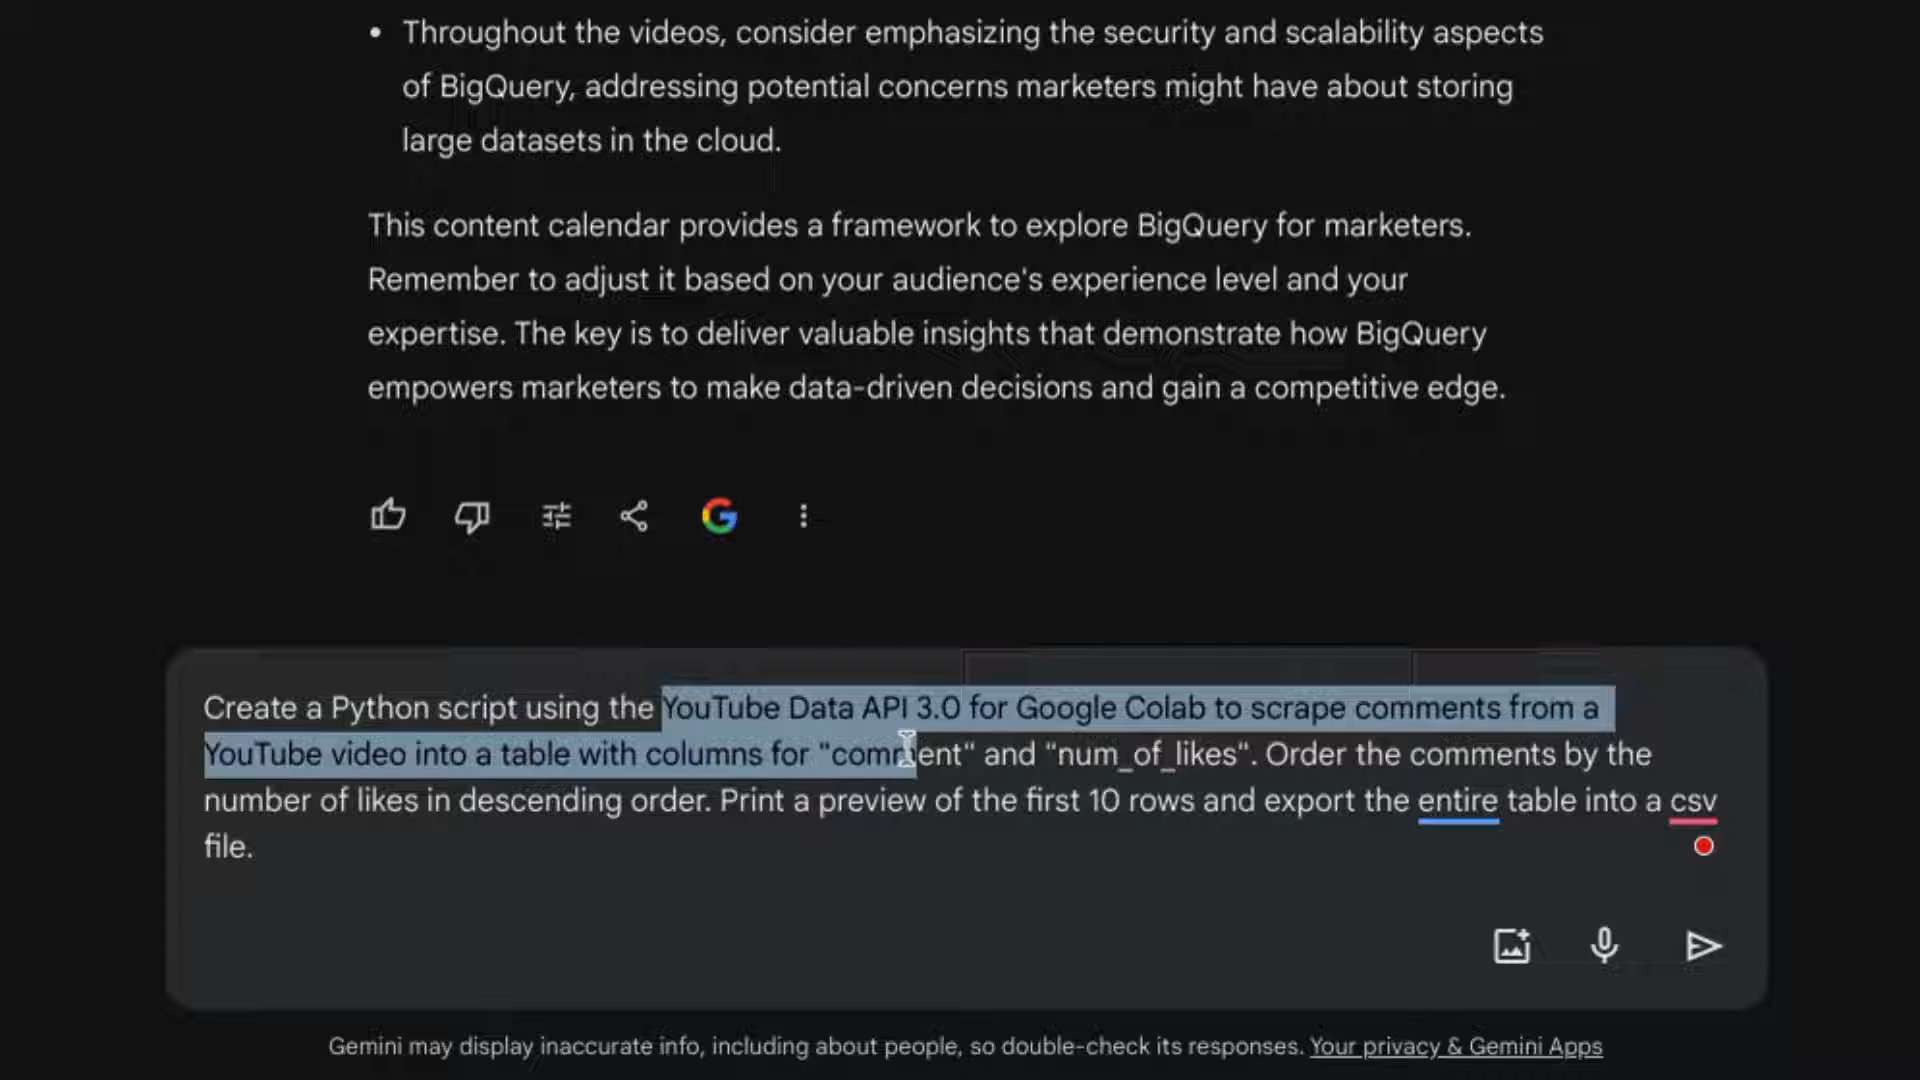 • Throughout the videos, consider emphasizing the security and scalability aspects
of BigQuery, addressing potential concerns marketers might have about storing
large datasets in the cloud.
This content calendar provides a framework to explore BigQuery for marketers.
Remember to adjust it based on your audience's experience level and your
expertise. The key is to deliver valuable insights that demonstrate how BigQuery
empowers marketers to make data-driven decisions and gain a competitive edge.
Create a Python script using the YouTube Data API 3.0 for Google Colab to scrape comments from a
YouTube video into a table with columns for "comment" and "num_of_likes". Order the comments by the
number of likes in descending order. Print a preview of the first 10 rows and export the entire table into a csv
file.
Gemini may display inaccurate info, including about people, so double-check its responses. Your privacy & Gemini Apps